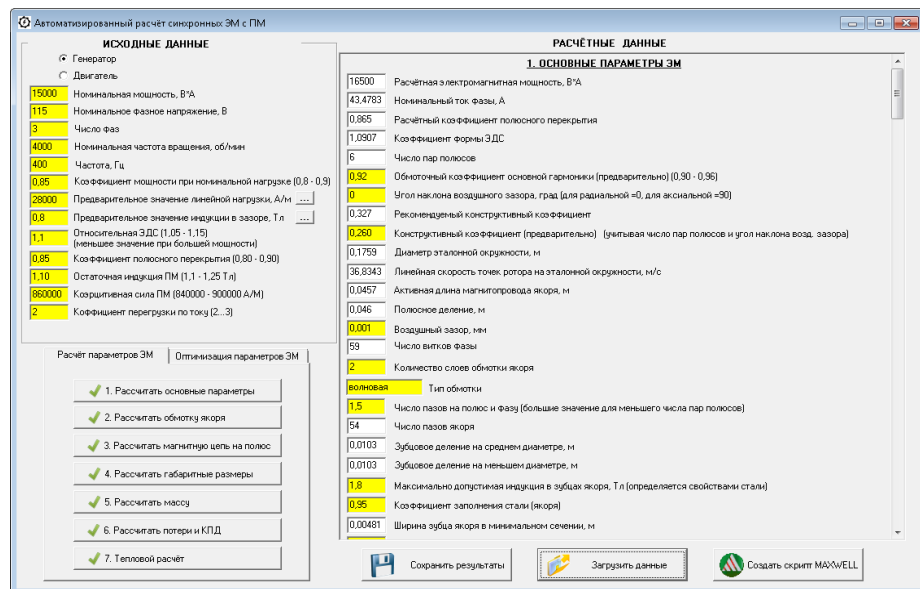 Автоматизированный расчёт синхронных ЭМ с ПМ
ИСХОДНЫЕ ДАННЫЕ
Генератор
Двигатель
15000 Номинальная мощность, В*А
115 Номинальное фазное напряжение, В
3 Число фаз
4000 Номинальная частота вращения, об/мин
400 Частота, Гц
0,85 Коэффициент мощности при номинальной нагрузке (0,8 - 0,9)
28000 Предварительное значение линейной нагрузки, А/м ...
0,8 Предварительное значение индукции в зазоре, Тл ...
1,1 Относительная ЭДС (1,05 - 1,15)
(меньшее значение при большей мощности)
0,85 Коэффициент полюсного перекрытия (0,80 - 0,90)
1,10 Остаточная индукция ПМ (1,1 - 1,25 Тл)
860000 Коэрцитивная сила ПМ (840000 - 900000 А/М)
2 Коффициент перегрузки по току (2...3)
Расчёт параметров ЭМ Оптимизация параметров ЭМ
1. Рассчитать основные параметры
2. Рассчитать обмотку якоря
3. Рассчитать магнитную цепь на полюс
4. Рассчитать габаритные размеры
5. Рассчитать массу
6. Рассчитать потери и КПД
7. Тепловой расчёт
РАСЧЁТНЫЕ ДАННЫЕ
1. ОСНОВНЫЕ ПАРАМЕТРЫ ЭМ
16500 Расчётная электромагнитная мощность, В*А
43,4783 Номинальный ток фазы, А
0,865 Расчётный коэффициент полюсного перекрытия
1,0907 Коэффициент формы ЭДС
6 Число пар полюсов
0,92 Обмоточный коэффициент основной гармоники (предварительно) (0,90 - 0,96)
0 Угол наклона воздушного зазора, град (для радиальной =0, для аксиальной =90)
0,327 Рекомендуемый конструктивный коэффициент
0,260 Конструктивный коэффициент (предварительно) (учитывая число пар полюсов и угол наклона возд. зазора)
0,1759 Диаметр эталонной окружности, м
36,8343 Линейная скорость точек ротора на эталонной окружности, м/с
0,0457 Активная длина магнитопровода якоря, м
0,046 Полюсное деление, м
0,001 Воздушный зазор, мм
59 Число витков фазы
2 Количество слоев обмотки якоря
волновая Тип обмотки
1,5 Число пазов на полюс и фазу (большие значение для меньшего числа пар полюсов)
54 Число пазов якоря
0,0103 Зубцовое деление на среднем диаметре, м
0,0103 Зубцовое деление на меньшем диаметре, м
1,8 Максимально допустимая индукция в зубцах якоря, Тл (определяется свойствами стали)
0,95 Коэффициент заполнения стали (якоря)
0,00481 Ширина зубца якоря в минимальном сечении, м
Сохранить результаты
Загрузить данные
Создать скрипт MAXWELL